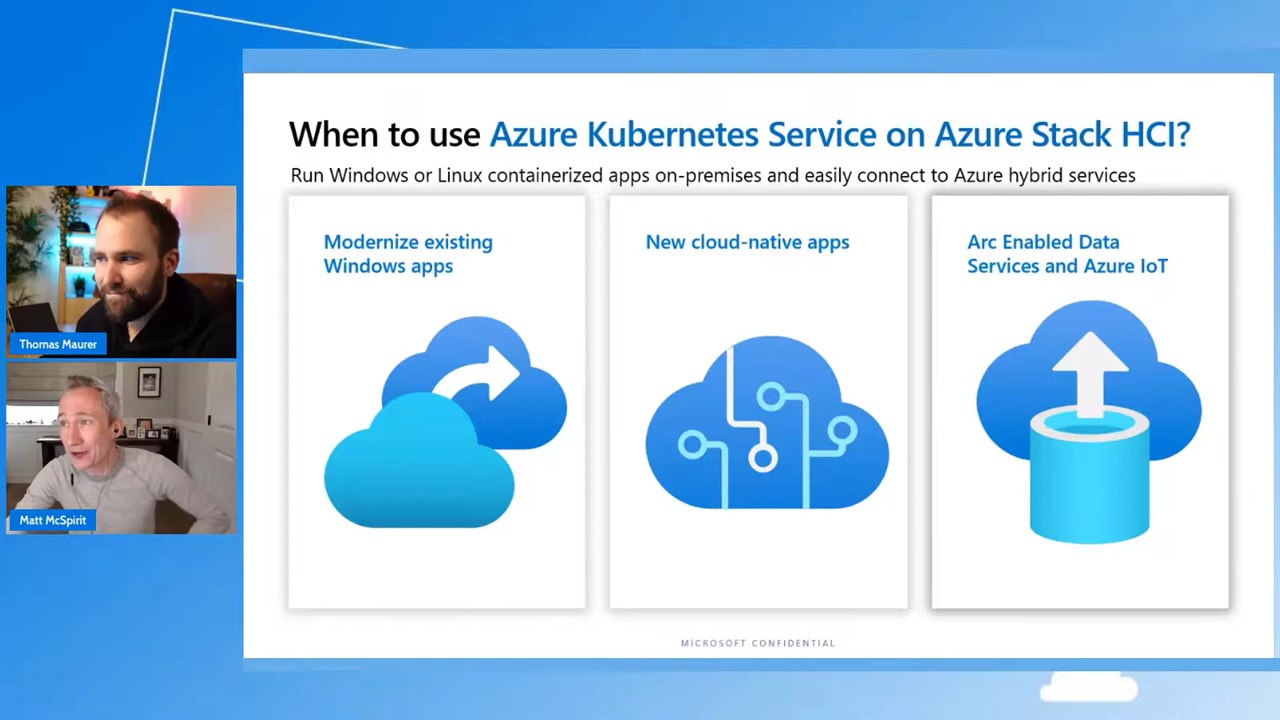 When to use Azure Kubernetes Service on Azure Stack HCI?
Run Windows or Linux containerized apps on-premises and easily connect to Azure hybrid services
Modernize existing
Windows apps
New cloud-native apps
Arc Enabled Data
Services and Azure IoT
Thomas Maurer
Matt McSpirit
MICROSOFT CONFIDENTIAL